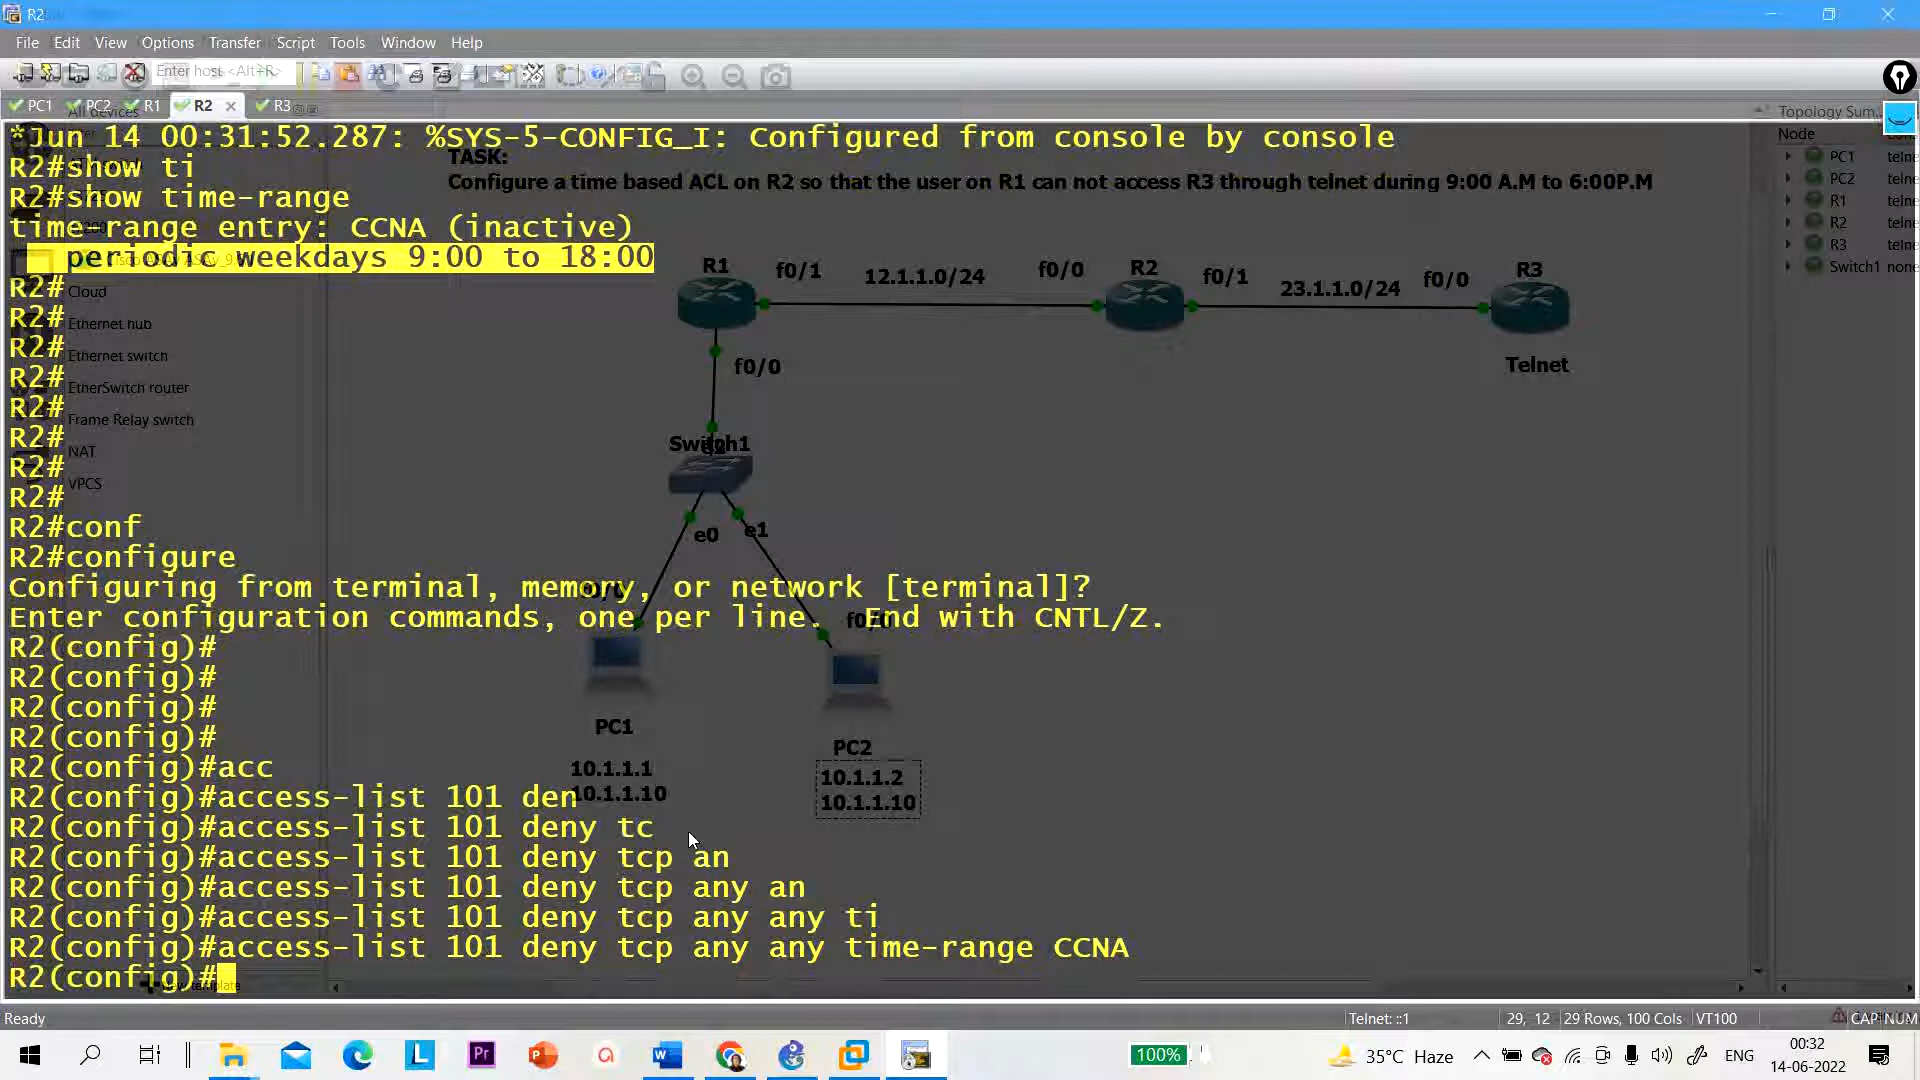 R2
File Edit View Options Transfer Script Tools Window Help
Enter host <Alt+R>
PC1 PC2 R1 R2 R3
All devices
Topology Sum...
Node
PC1 telne
PC2 telne
R1 telne
R2 telne
R3 telne
Switch1 none
TASK:
Configure a time based ACL on R2 so that the user on R1 can not access R3 through telnet during 9:00 A.M to 6:00P.M
*Jun 14 00:31:52.287: %SYS-5-CONFIG_I: Configured from console by console
R2#show ti
R2#show time-range
time-range entry: CCNA (inactive)
periodic weekdays 9:00 to 18:00
R2#
R2#
R2#
R2#
R2#
R2#
R2#
R2#
R2#conf
R2#configure
Configuring from terminal, memory, or network [terminal]?
Enter configuration commands, one per line. End with CNTL/Z.
R2(config)#
R2(config)#
R2(config)#
R2(config)#
R2(config)#acc
R2(config)#access-list 101 den
R2(config)#access-list 101 deny tc
R2(config)#access-list 101 deny tcp an
R2(config)#access-list 101 deny tcp any an
R2(config)#access-list 101 deny tcp any any ti
R2(config)#access-list 101 deny tcp any any time-range CCNA
R2(config)#
Cloud
Ethernet hub
Ethernet switch
EtherSwitch router
Frame Relay switch
NAT
VPCS
New template
R1 f0/1 12.1.1.0/24 f0/0 R2 f0/1 23.1.1.0/24 f0/0 R3
f0/0
Telnet
Switch1
e0 e1
PC1
10.1.1.1
10.1.1.10
PC2
10.1.1.2
10.1.1.10
Ready
Telnet: ::1 29, 12 29 Rows, 100 Cols VT100 CAP NUM
100% 35°C Haze ENG 00:32
14-06-2022